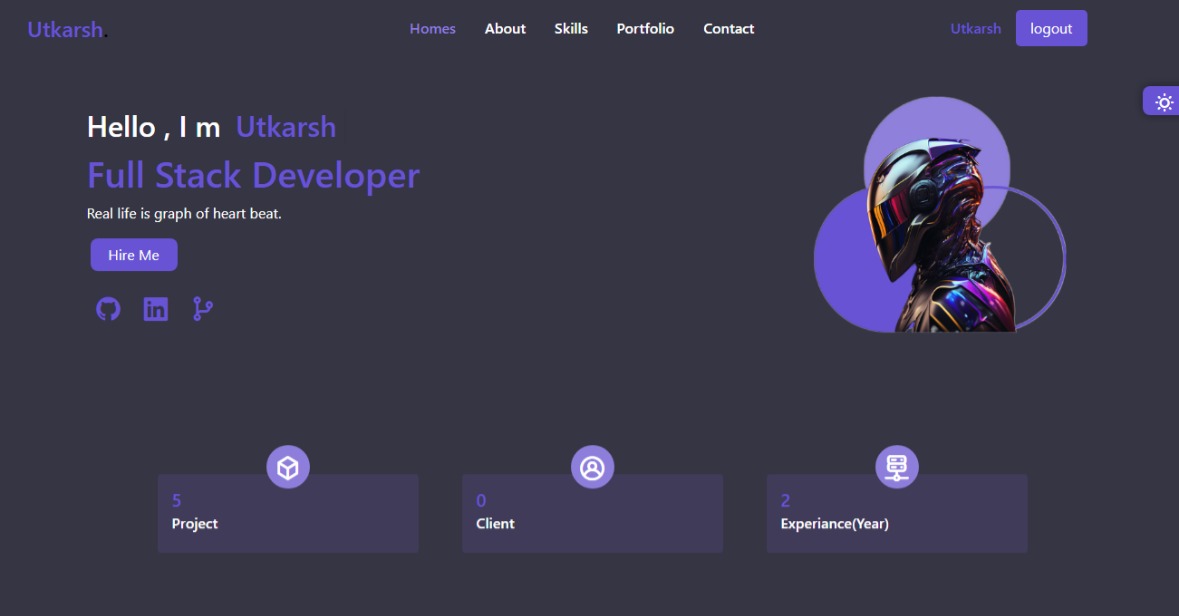 Utkarsh.
Homes About Skills Portfolio Contact
Utkarsh logout
Hello , I m Utkarsh
Full Stack Developer
Real life is graph of heart beat.
Hire Me
in
5
Project
0
Client
2
Experiance(Year)